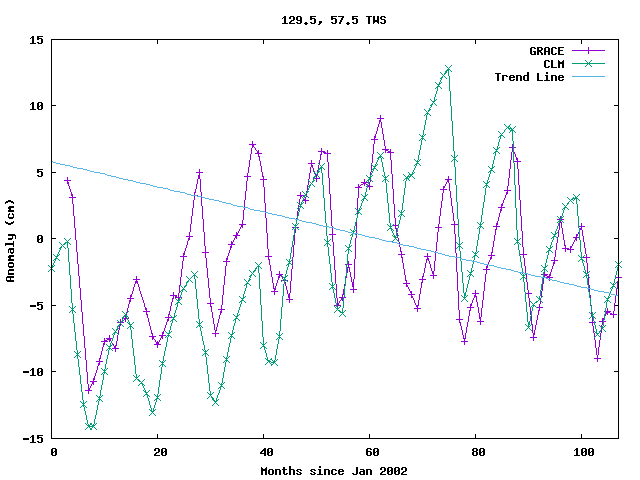 129.5, 57.5 TWS
GRACE
CLM
Trend Line
15
10
5
0
-5
-10
-15
Anomaly (cm)
0 20 40 60 80 100
Months since Jan 2002